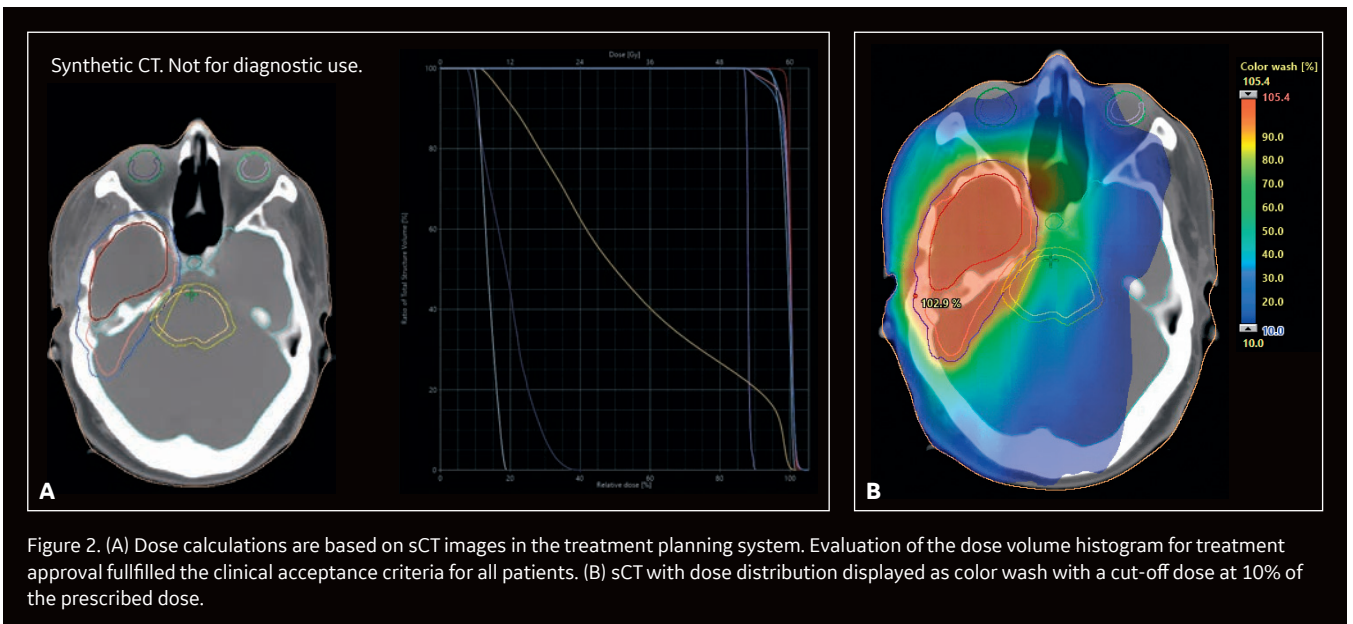 Synthetic CT. Not for diagnostic use.
Dose [Gy]
0 12 24 36 48 60
100
80
60
40
20
0
Ratio of Total Structure Volume [%]
0 20 40 60 80 100
Relative dose [%]
A
Color wash [%]
105.4
105.4
90.0
80.0
70.0
60.0
50.0
40.0
30.0
20.0
10.0
10.0
102.9 %
B
Figure 2. (A) Dose calculations are based on sCT images in the treatment planning system. Evaluation of the dose volume histogram for treatment
approval fullfilled the clinical acceptance criteria for all patients. (B) sCT with dose distribution displayed as color wash with a cut-off dose at 10% of
the prescribed dose.